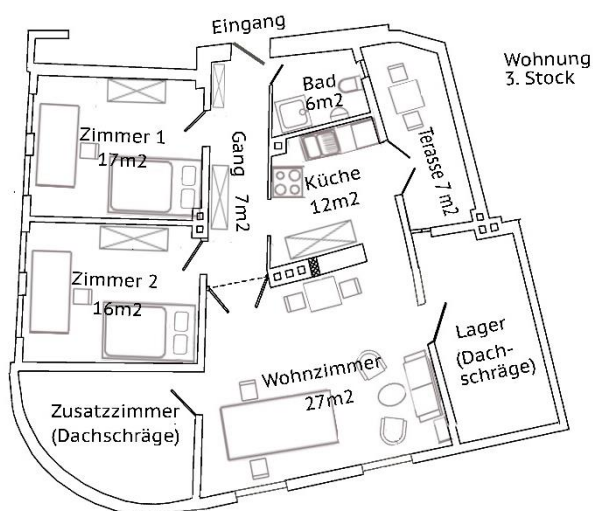 Eingang
Wohnung
3. Stock
Bad
6m2
Zimmer 1
17m2
Gang
7m2
Küche
12m2
Terasse 7 m2
Zimmer 2
16m2
Lager
(Dach-
schräge)
Wohnzimmer
27m2
Zusatzzimmer
(Dachschräge)